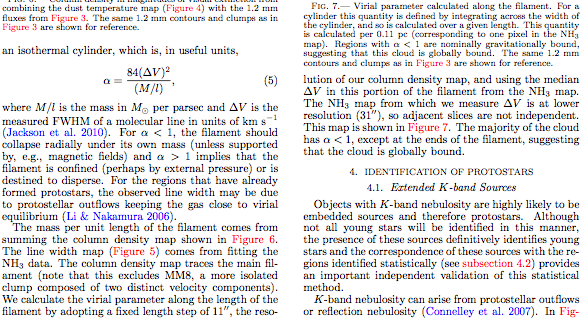 combining the dust temperature map (Figure 4) with the 1.2 mm
fluxes from Figure 3. The same 1.2 mm contours and clumps as in
Figure 3 are shown for reference.
an isothermal cylinder, which is, in useful units,
α = 84(ΔV)² / (M/l) , (5)
where M/l is the mass in M⊙ per parsec and ΔV is the
measured FWHM of a molecular line in units of km s⁻¹
(Jackson et al. 2010). For α < 1, the filament should
collapse radially under its own mass (unless supported
by, e.g., magnetic fields) and α > 1 implies that the
filament is confined (perhaps by external pressure) or is
destined to disperse. For the regions that have already
formed protostars, the observed line width may be due
to protostellar outflows keeping the gas close to virial
equilibrium (Li & Nakamura 2006).
The mass per unit length of the filament comes from
summing the column density map shown in Figure 6.
The line width map (Figure 5) comes from fitting the
NH₃ data. The column density map traces the main fil-
ament (note that this excludes MM8, a more isolated
clump composed of two distinct velocity components).
We calculate the virial parameter along the length of the
filament by adopting a fixed length step of 11″, the reso-
FIG. 7.— Virial parameter calculated along the filament. For a
cylinder this quantity is defined by integrating across the width of
the cylinder, and so is calculated over a given length. This quantity
is calculated per 0.11 pc (corresponding to one pixel in the NH₃
map). Regions with α < 1 are nominally gravitationally bound,
suggesting that this cloud is globally bound. The same 1.2 mm
contours and clumps as in Figure 3 are shown for reference.
lution of our column density map, and using the median
ΔV in this portion of the filament from the NH₃ map.
The NH₃ map from which we measure ΔV is at lower
resolution (31″), so adjacent slices are not independent.
This map is shown in Figure 7. The majority of the cloud
has α < 1, except at the ends of the filament, suggesting
that the cloud is globally bound.
4. IDENTIFICATION OF PROTOSTARS
4.1. Extended K-band Sources
Objects with K-band nebulosity are highly likely to be
embedded sources and therefore protostars. Although
not all young stars will be identified in this manner,
the presence of these sources definitively identifies young
stars and the correspondence of these sources with the re-
gions identified statistically (see subsection 4.2) provides
an important independent validation of this statistical
method.
K-band nebulosity can arise from protostellar outflows
or reflection nebulosity (Connelley et al. 2007). In Fig-